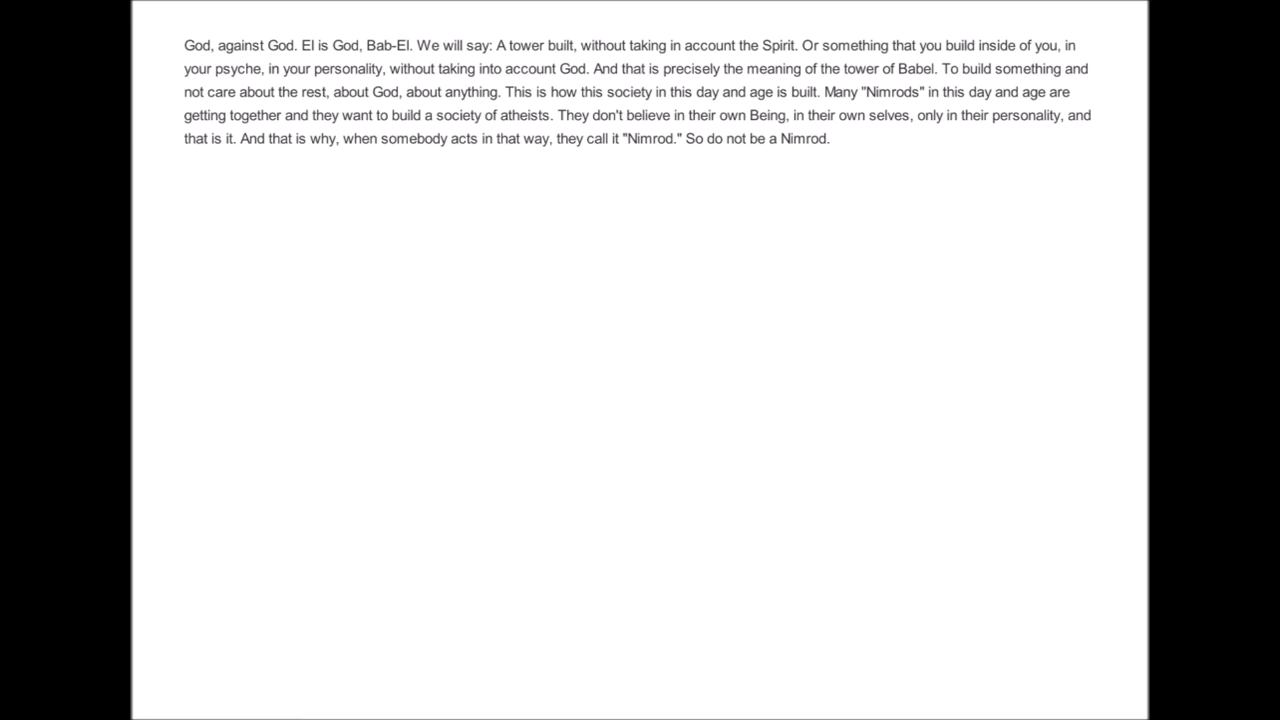 God, against God. El is God, Bab-El. We will say: A tower built, without taking in account the Spirit. Or something that you build inside of you, in
your psyche, in your personality, without taking into account God. And that is precisely the meaning of the tower of Babel. To build something and
not care about the rest, about God, about anything. This is how this society in this day and age is built. Many "Nimrods" in this day and age are
getting together and they want to build a society of atheists. They don't believe in their own Being, in their own selves, only in their personality, and
that is it. And that is why, when somebody acts in that way, they call it "Nimrod." So do not be a Nimrod.